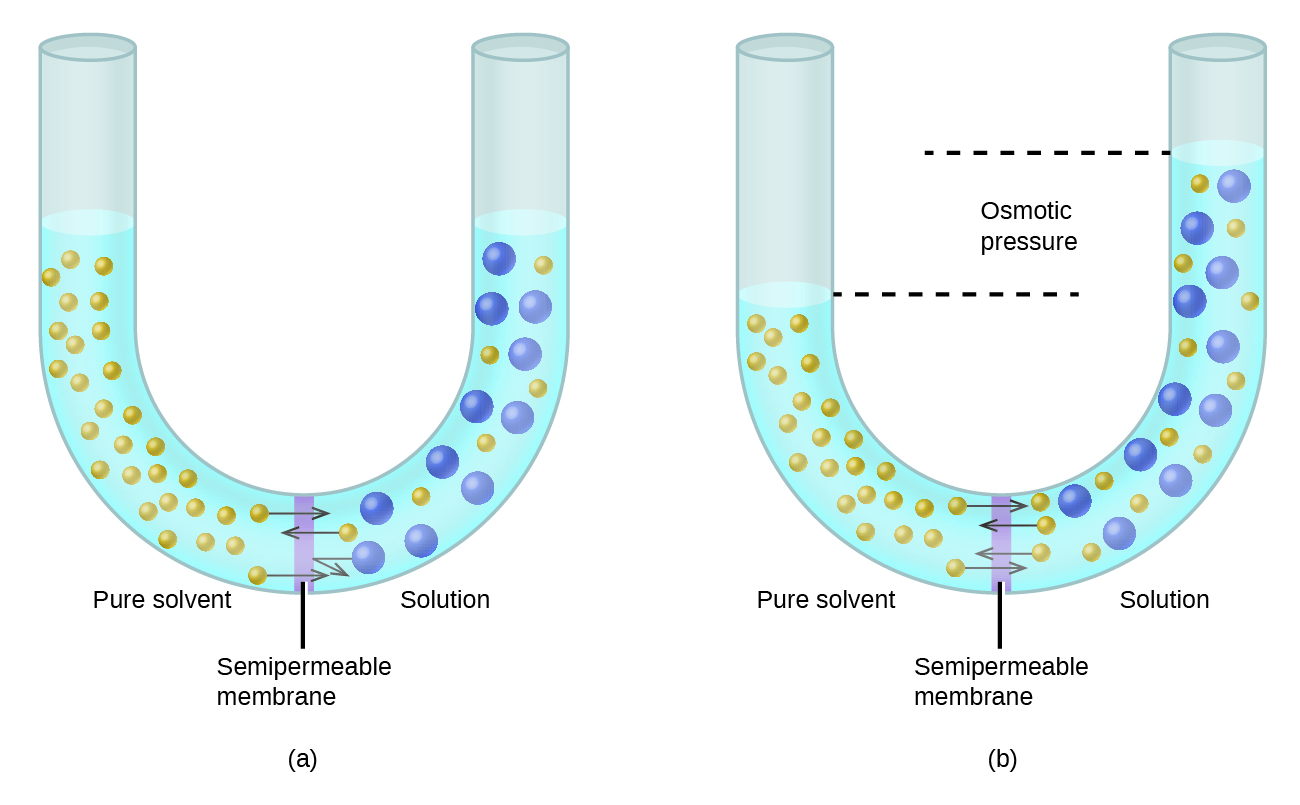 Osmotic
pressure
Pure solvent
Solution
Semipermeable
membrane
(a)
Pure solvent
Solution
Semipermeable
membrane
(b)